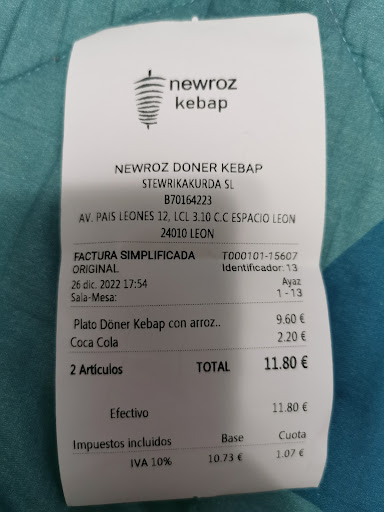 newroz
kebap
NEWROZ DONER KEBAP
STEWRIKAKURDA SL
B70164223
AV. PAIS LEONES 12, LCL 3.10 C.C ESPACIO LEON
24010 LEON
FACTURA SIMPLIFICADA T000101-15607
ORIGINAL Identificador: 13
26 dic. 2022 17:54 Ayaz
Sala-Mesa: 1 - 13
Plato Döner Kebap con arroz.. 9.60 €
Coca Cola 2.20 €
2 Artículos TOTAL 11.80 €
Efectivo 11.80 €
Impuestos incluidos Base Cuota
IVA 10% 10.73 € 1.07 €